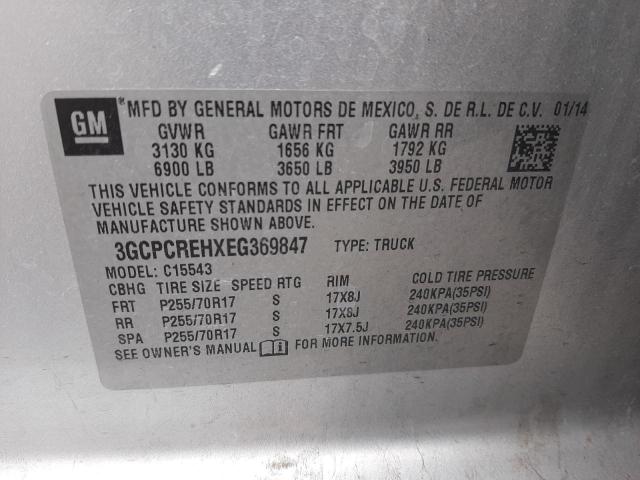 GM ®MFD BY GENERAL MOTORS DE MEXICO, S. DE R.L. DE C.V. 01/14
GVWR GAWR FRT GAWR RR
3130 KG 1656 KG 1792 KG
6900 LB 3650 LB 3950 LB
THIS VEHICLE CONFORMS TO ALL APPLICABLE U.S. FEDERAL MOTOR
VEHICLE SAFETY STANDARDS IN EFFECT ON THE DATE OF
MANUFACTURE SHOWN ABOVE.
3GCPCREHXEG369847 TYPE: TRUCK
MODEL: C15543
CBHG TIRE SIZE SPEED RTG RIM COLD TIRE PRESSURE
FRT P255/70R17 S 17X8J 240KPA(35PSI)
RR P255/70R17 S 17X8J 240KPA(35PSI)
SPA P255/70R17 S 17X7.5J 240KPA(35PSI)
SEE OWNER'S MANUAL FOR MORE INFORMATION.